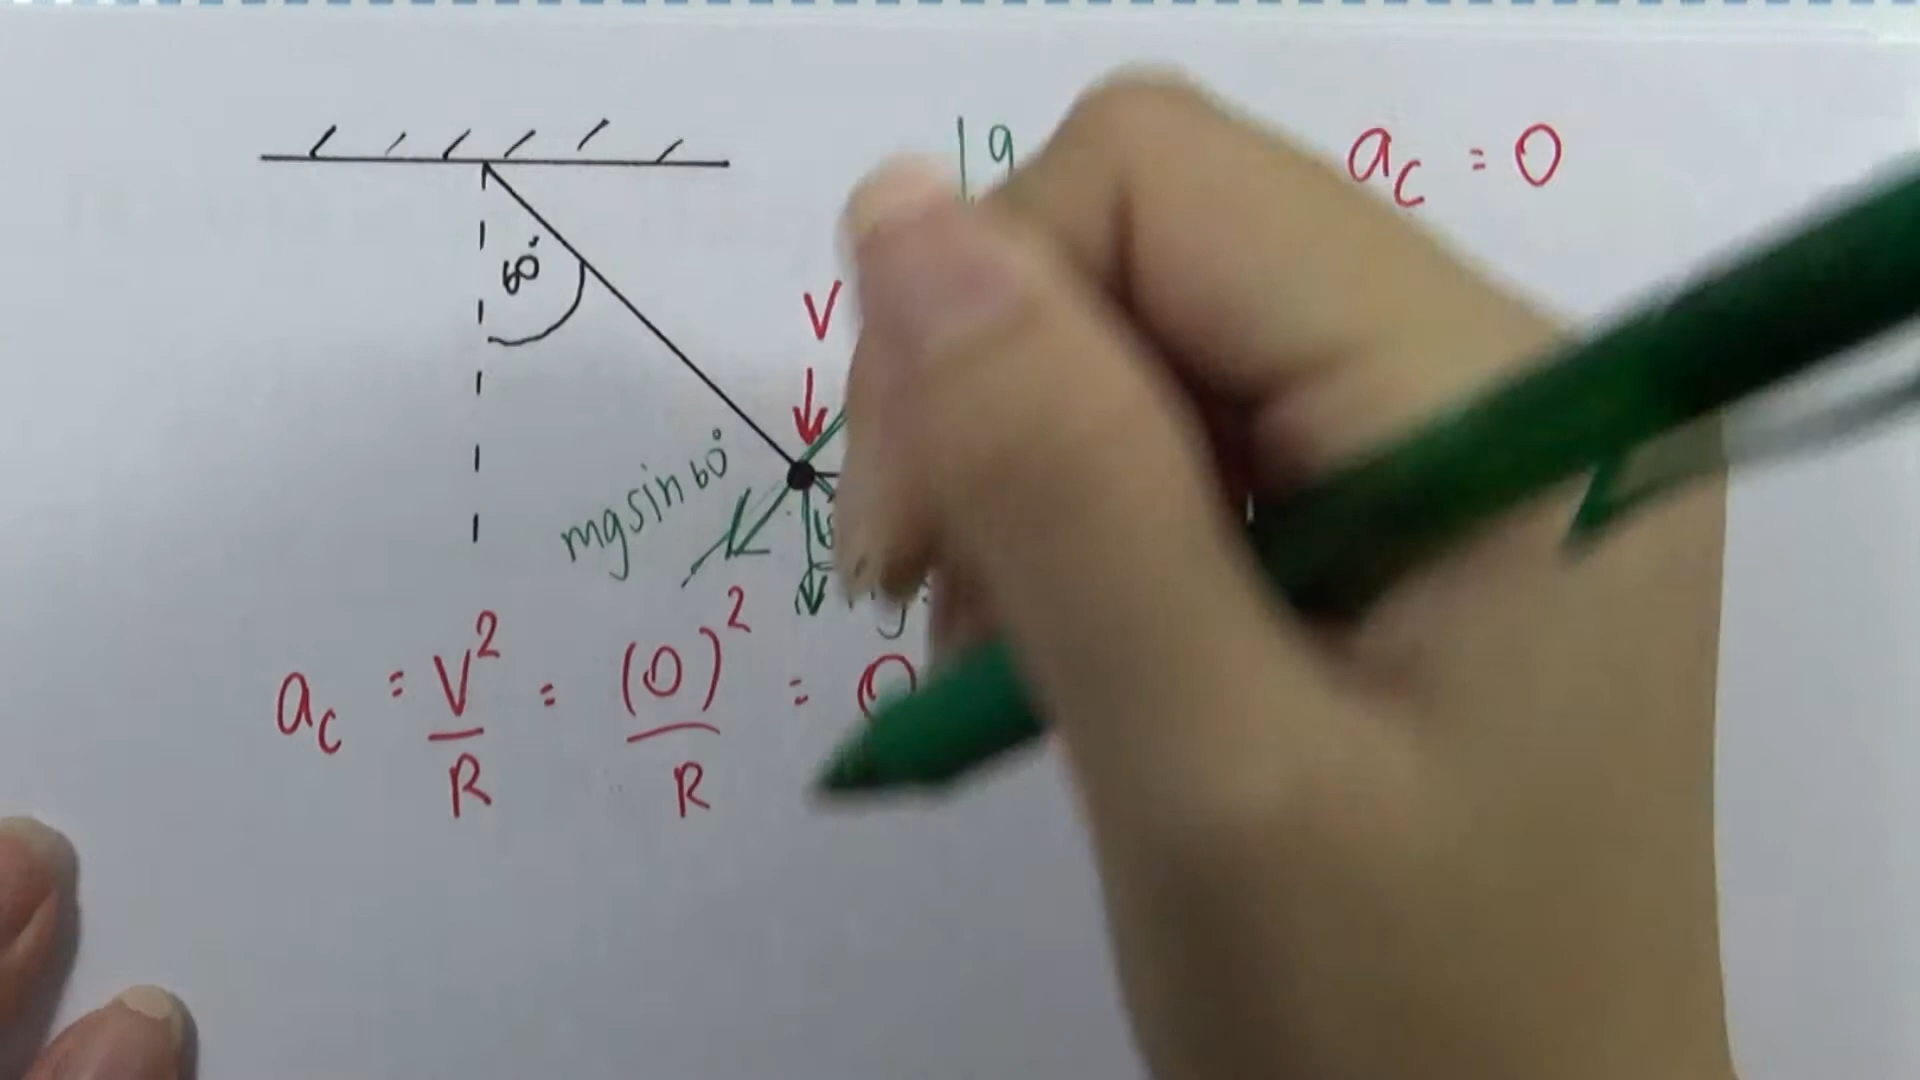 a_c = 0
60°
V
mg sin 60°
a_c = V²/R = (0)²/R = 0